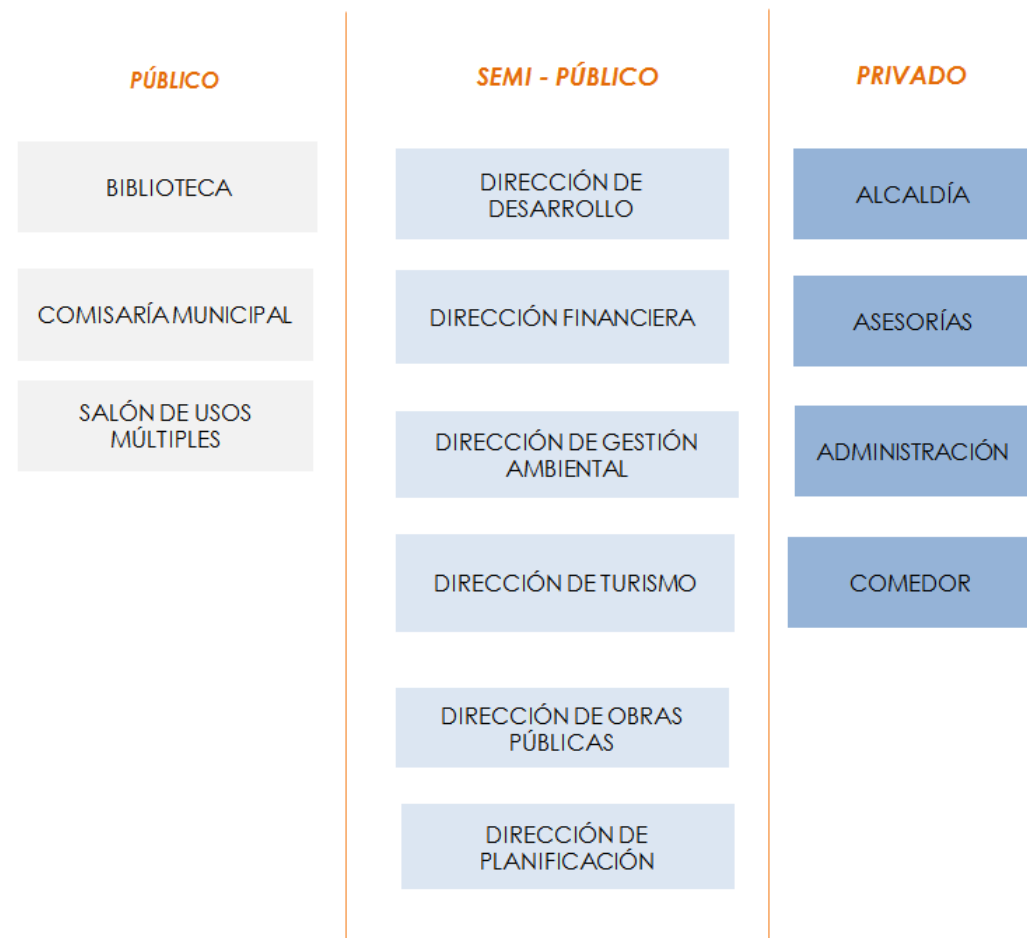 PÚBLICO
BIBLIOTECA
COMISARÍA MUNICIPAL
SALÓN DE USOS
MÚLTIPLES
SEMI - PÚBLICO
DIRECCIÓN DE
DESARROLLO
DIRECCIÓN FINANCIERA
DIRECCIÓN DE GESTIÓN
AMBIENTAL
DIRECCIÓN DE TURISMO
DIRECCIÓN DE OBRAS
PÚBLICAS
DIRECCIÓN DE
PLANIFICACIÓN
PRIVADO
ALCALDÍA
ASESORÍAS
ADMINISTRACIÓN
COMEDOR